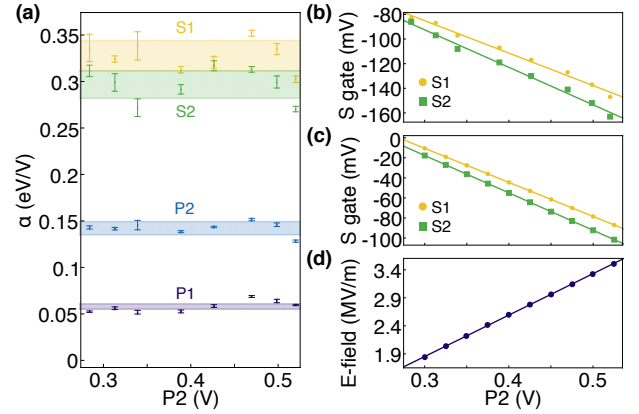 (a)
α (eV/V)
0.35
0.3
0.25
0.2
0.15
0.1
0.05
0
S1
S2
P2
P1
0.3
0.4
0.5
P2 (V)
(b)
S gate (mV)
-80
-100
-120
-140
-160
S1
S2
(c)
S gate (mV)
0
-20
-40
-60
-80
-100
S1
S2
(d)
E-field (MV/m)
3.4
2.9
2.4
1.9
0.3
0.4
0.5
P2 (V)